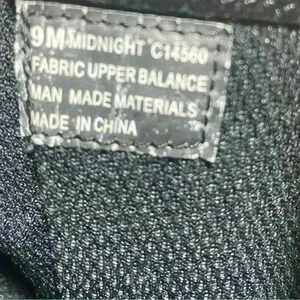 9M MIDNIGHT C14560
FABRIC UPPER BALANCE
MAN MADE MATERIALS
MADE IN CHINA